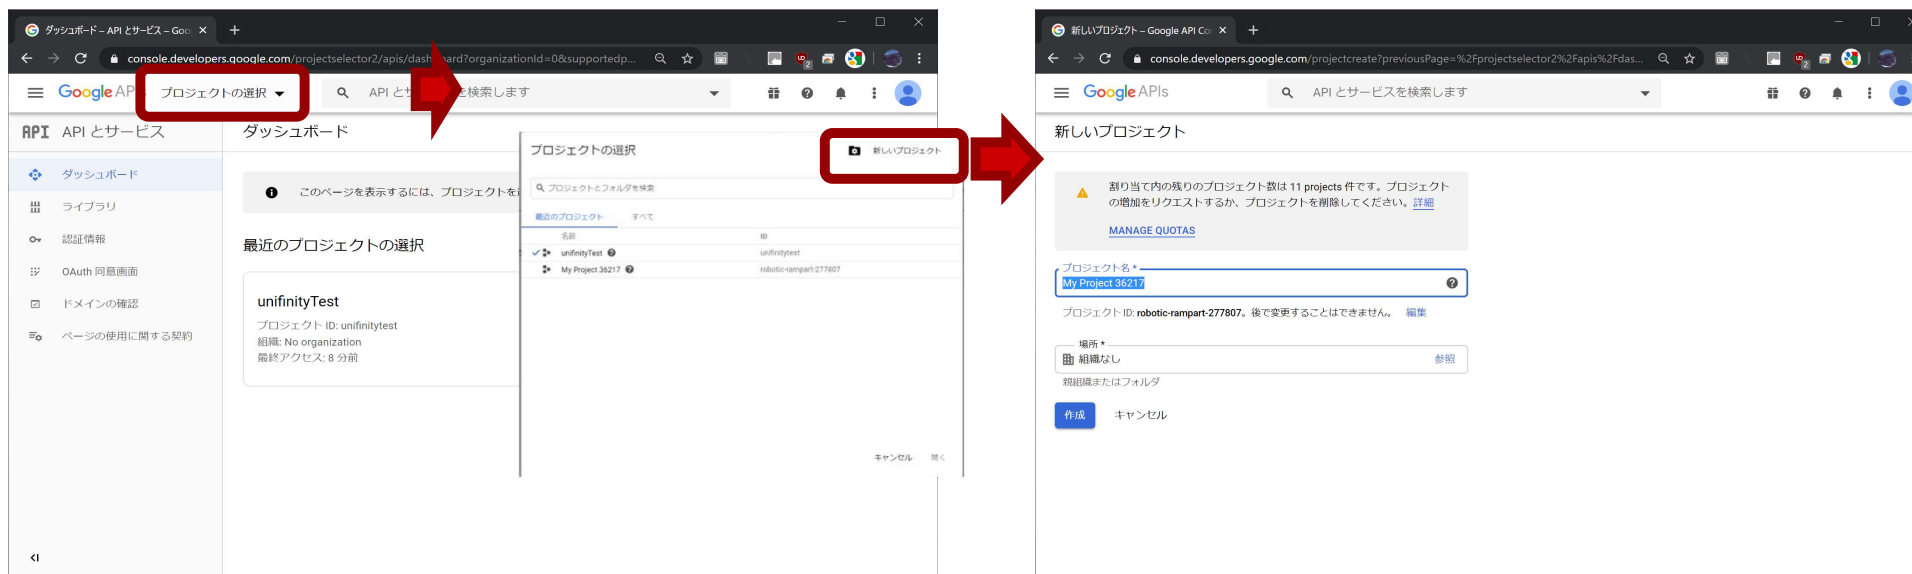 ダッシュボード – API とサービス – Goo
console.developers.google.com/projectselector2/apis/dash
ard?organizationId=0&supportedp...
Google AP
プロジェクトの選択
API とサ
を検索します
API API とサービス
ダッシュボード
ダッシュボード
ライブラリ
認証情報
OAuth 同意画面
ドメインの確認
ページの使用に関する契約
このページを表示するには、プロジェクトを
最近のプロジェクトの選択
unifinityTest
プロジェクト ID: unifinitytest
組織: No organization
最終アクセス: 8 分前
プロジェクトの選択
新しいプロジェクト
プロジェクトとフォルダを検索
最近のプロジェクト すべて
名前 ID
unifinityTest unifinitytest
My Project 36217 robotic-rampart-277807
キャンセル 開く
新しいプロジェクト – Google API Co
console.developers.google.com/projectcreate?previousPage=%2Fprojectselector2%2Fapis%2Fdas...
Google APIs
API とサービスを検索します
新しいプロジェクト
割り当て内の残りのプロジェクト数は 11 projects 件です。プロジェクト
の増加をリクエストするか、プロジェクトを削除してください。詳細
MANAGE QUOTAS
プロジェクト名 *
My Project 36217
プロジェクト ID: robotic-rampart-277807。後で変更することはできません。 編集
場所 *
組織なし 参照
親組織またはフォルダ
作成 キャンセル